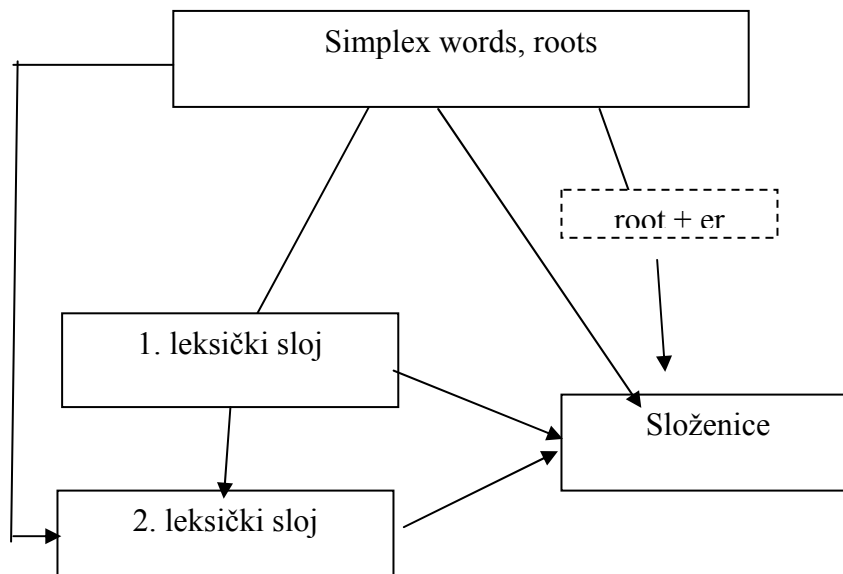 Simplex words, roots
root + er
1. leksički sloj
Složenice
2. leksički sloj